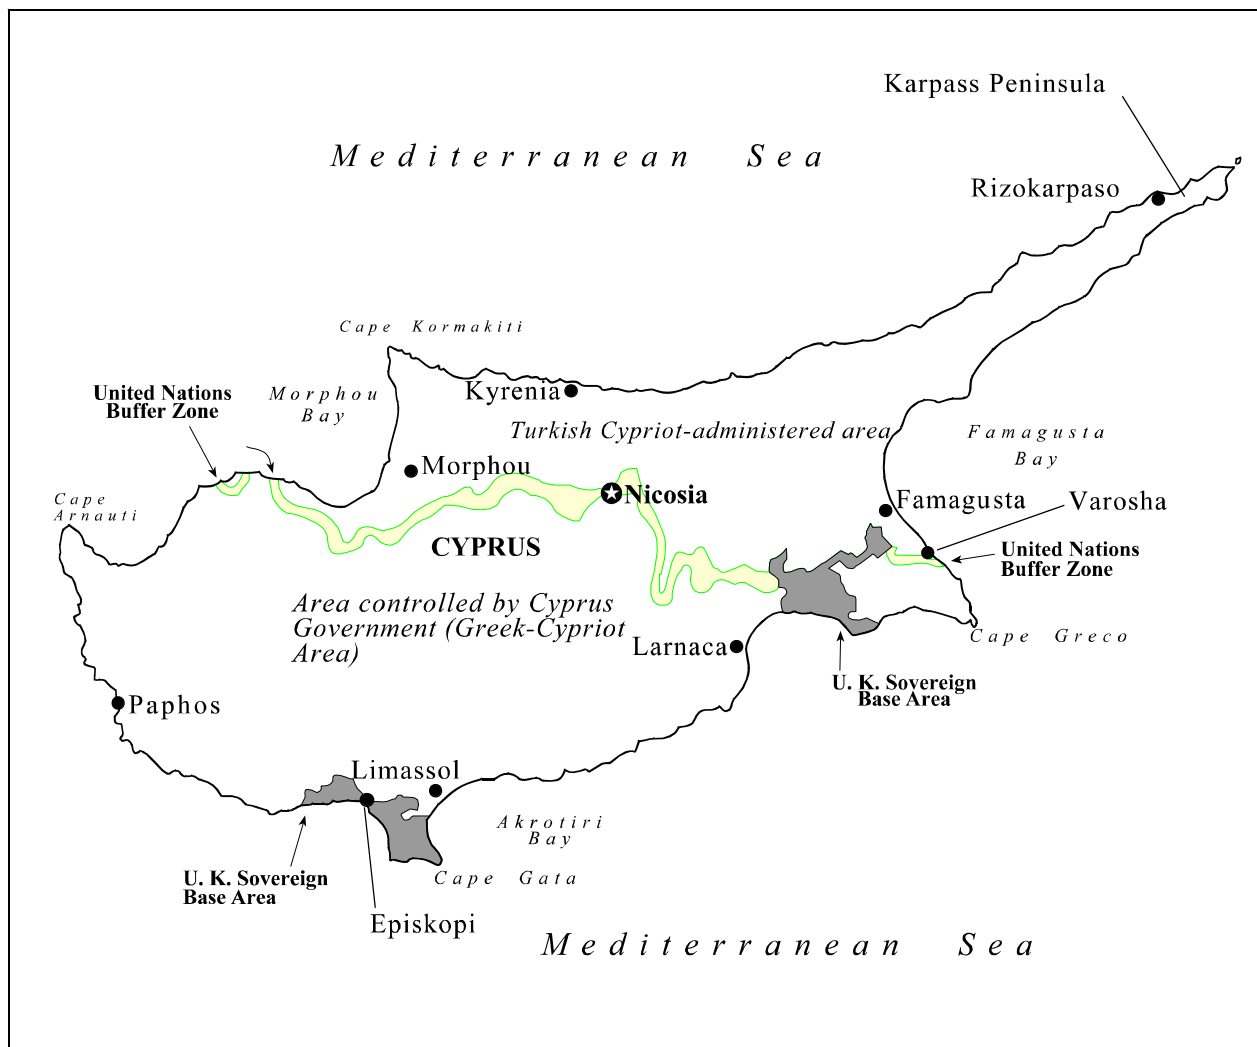 Karpass Peninsula
Mediterranean Sea
Rizokarpaso
Cape Kormakiti
United Nations
Buffer Zone
Morphou
Bay
Kyrenia
Turkish Cypriot-administered area
Famagusta
Bay
Morphou
Nicosia
Cape
Arnauti
Famagusta
Varosha
CYPRUS
United Nations
Buffer Zone
Area controlled by Cyprus
Government (Greek-Cypriot
Area)
Larnaca
Cape Greco
U. K. Sovereign
Base Area
Paphos
Limassol
Akrotiri
Bay
U. K. Sovereign
Base Area
Cape Gata
Episkopi
Mediterranean Sea